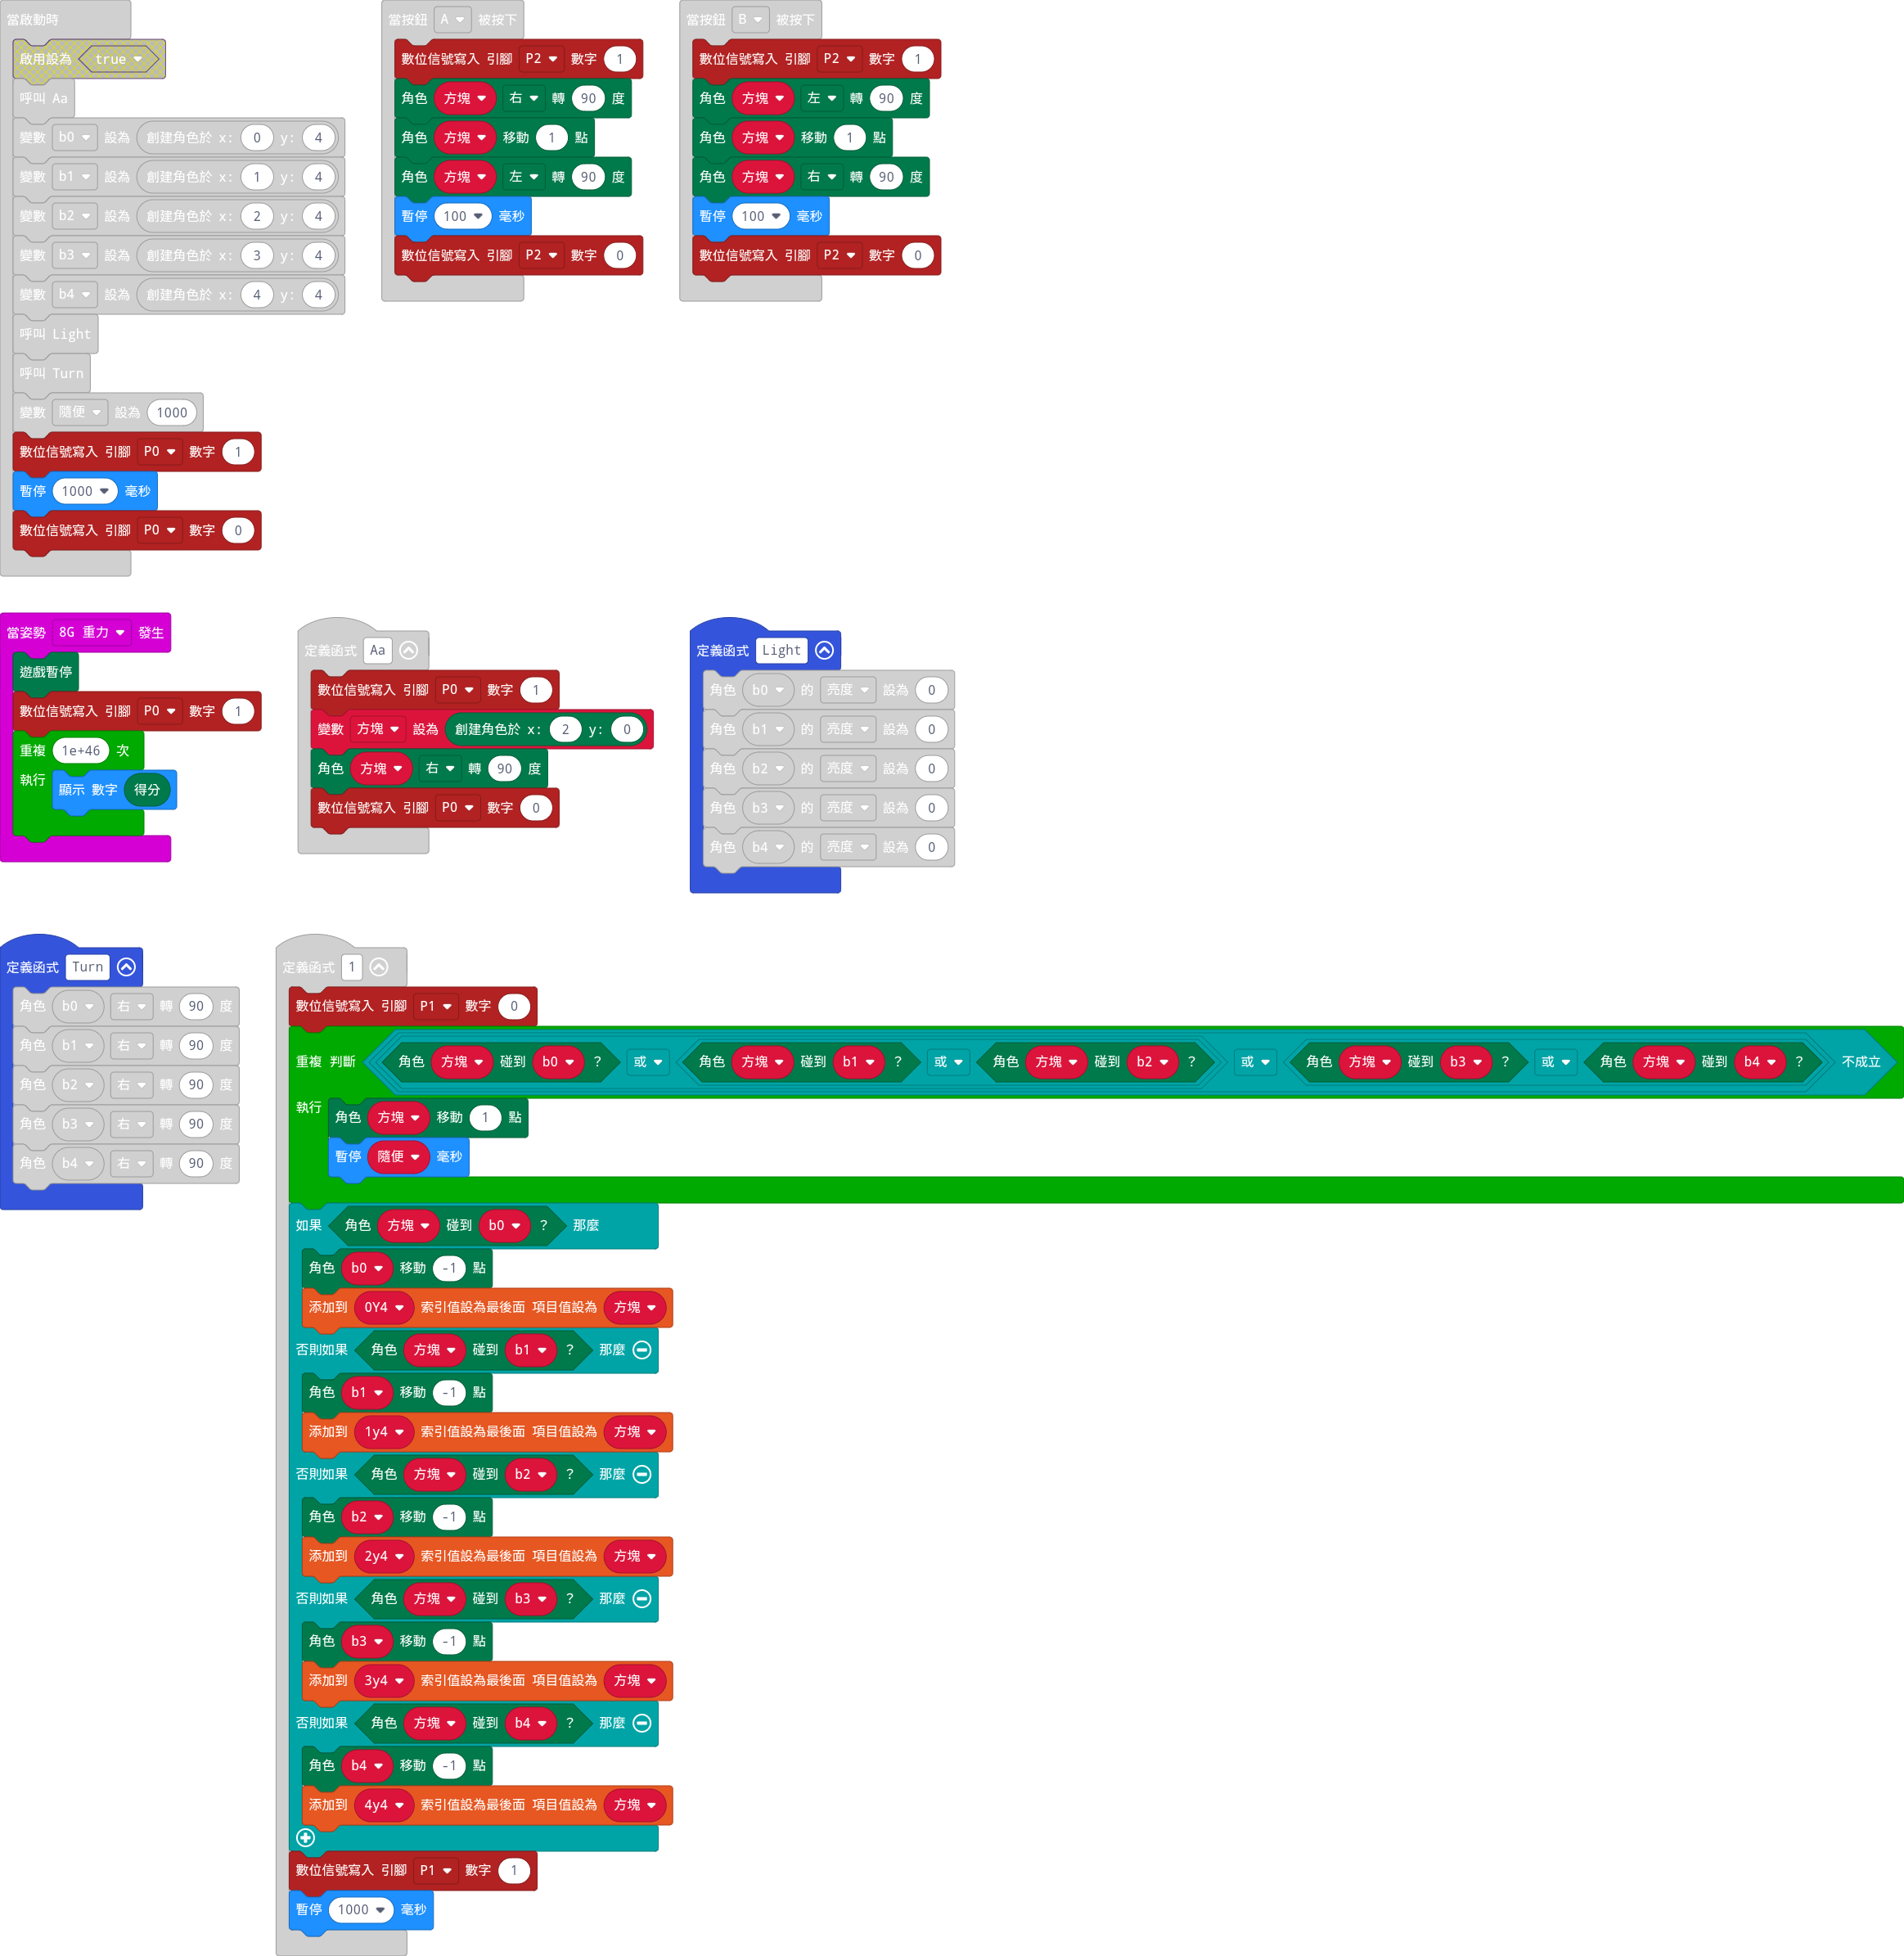 當啟動時
啟用設為 true
呼叫 Aa
變數 b0 設為 創建角色於 x: 0 y: 4
變數 b1 設為 創建角色於 x: 1 y: 4
變數 b2 設為 創建角色於 x: 2 y: 4
變數 b3 設為 創建角色於 x: 3 y: 4
變數 b4 設為 創建角色於 x: 4 y: 4
呼叫 Light
呼叫 Turn
變數 隨便 設為 1000
數位信號寫入 引腳 P0 數字 1
暫停 1000 毫秒
數位信號寫入 引腳 P0 數字 0
當按鈕 A 被按下
數位信號寫入 引腳 P2 數字 1
角色 方塊 右 轉 90 度
角色 方塊 移動 1 點
角色 方塊 左 轉 90 度
暫停 100 毫秒
數位信號寫入 引腳 P2 數字 0
當按鈕 B 被按下
數位信號寫入 引腳 P2 數字 1
角色 方塊 左 轉 90 度
角色 方塊 移動 1 點
角色 方塊 右 轉 90 度
暫停 100 毫秒
數位信號寫入 引腳 P2 數字 0
當姿勢 8G 重力 發生
遊戲暫停
數位信號寫入 引腳 P0 數字 1
重複 1e+46 次
執行 顯示 數字 得分
定義函式 Aa
數位信號寫入 引腳 P0 數字 1
變數 方塊 設為 創建角色於 x: 2 y: 0
角色 方塊 右 轉 90 度
數位信號寫入 引腳 P0 數字 0
定義函式 Light
角色 b0 的 亮度 設為 0
角色 b1 的 亮度 設為 0
角色 b2 的 亮度 設為 0
角色 b3 的 亮度 設為 0
角色 b4 的 亮度 設為 0
定義函式 Turn
角色 b0 右 轉 90 度
角色 b1 右 轉 90 度
角色 b2 右 轉 90 度
角色 b3 右 轉 90 度
角色 b4 右 轉 90 度
定義函式 1
數位信號寫入 引腳 P1 數字 0
重複 判斷 角色 方塊 碰到 b0 ? 或 角色 方塊 碰到 b1 ? 或 角色 方塊 碰到 b2 ? 或 角色 方塊 碰到 b3 ? 或 角色 方塊 碰到 b4 ? 不成立
執行 角色 方塊 移動 1 點
暫停 隨便 毫秒
如果 角色 方塊 碰到 b0 ? 那麼
角色 b0 移動 -1 點
添加到 0Y4 索引值設為最後面 項目值設為 方塊
否則如果 角色 方塊 碰到 b1 ? 那麼
角色 b1 移動 -1 點
添加到 1y4 索引值設為最後面 項目值設為 方塊
否則如果 角色 方塊 碰到 b2 ? 那麼
角色 b2 移動 -1 點
添加到 2y4 索引值設為最後面 項目值設為 方塊
否則如果 角色 方塊 碰到 b3 ? 那麼
角色 b3 移動 -1 點
添加到 3y4 索引值設為最後面 項目值設為 方塊
否則如果 角色 方塊 碰到 b4 ? 那麼
角色 b4 移動 -1 點
添加到 4y4 索引值設為最後面 項目值設為 方塊
數位信號寫入 引腳 P1 數字 1
暫停 1000 毫秒